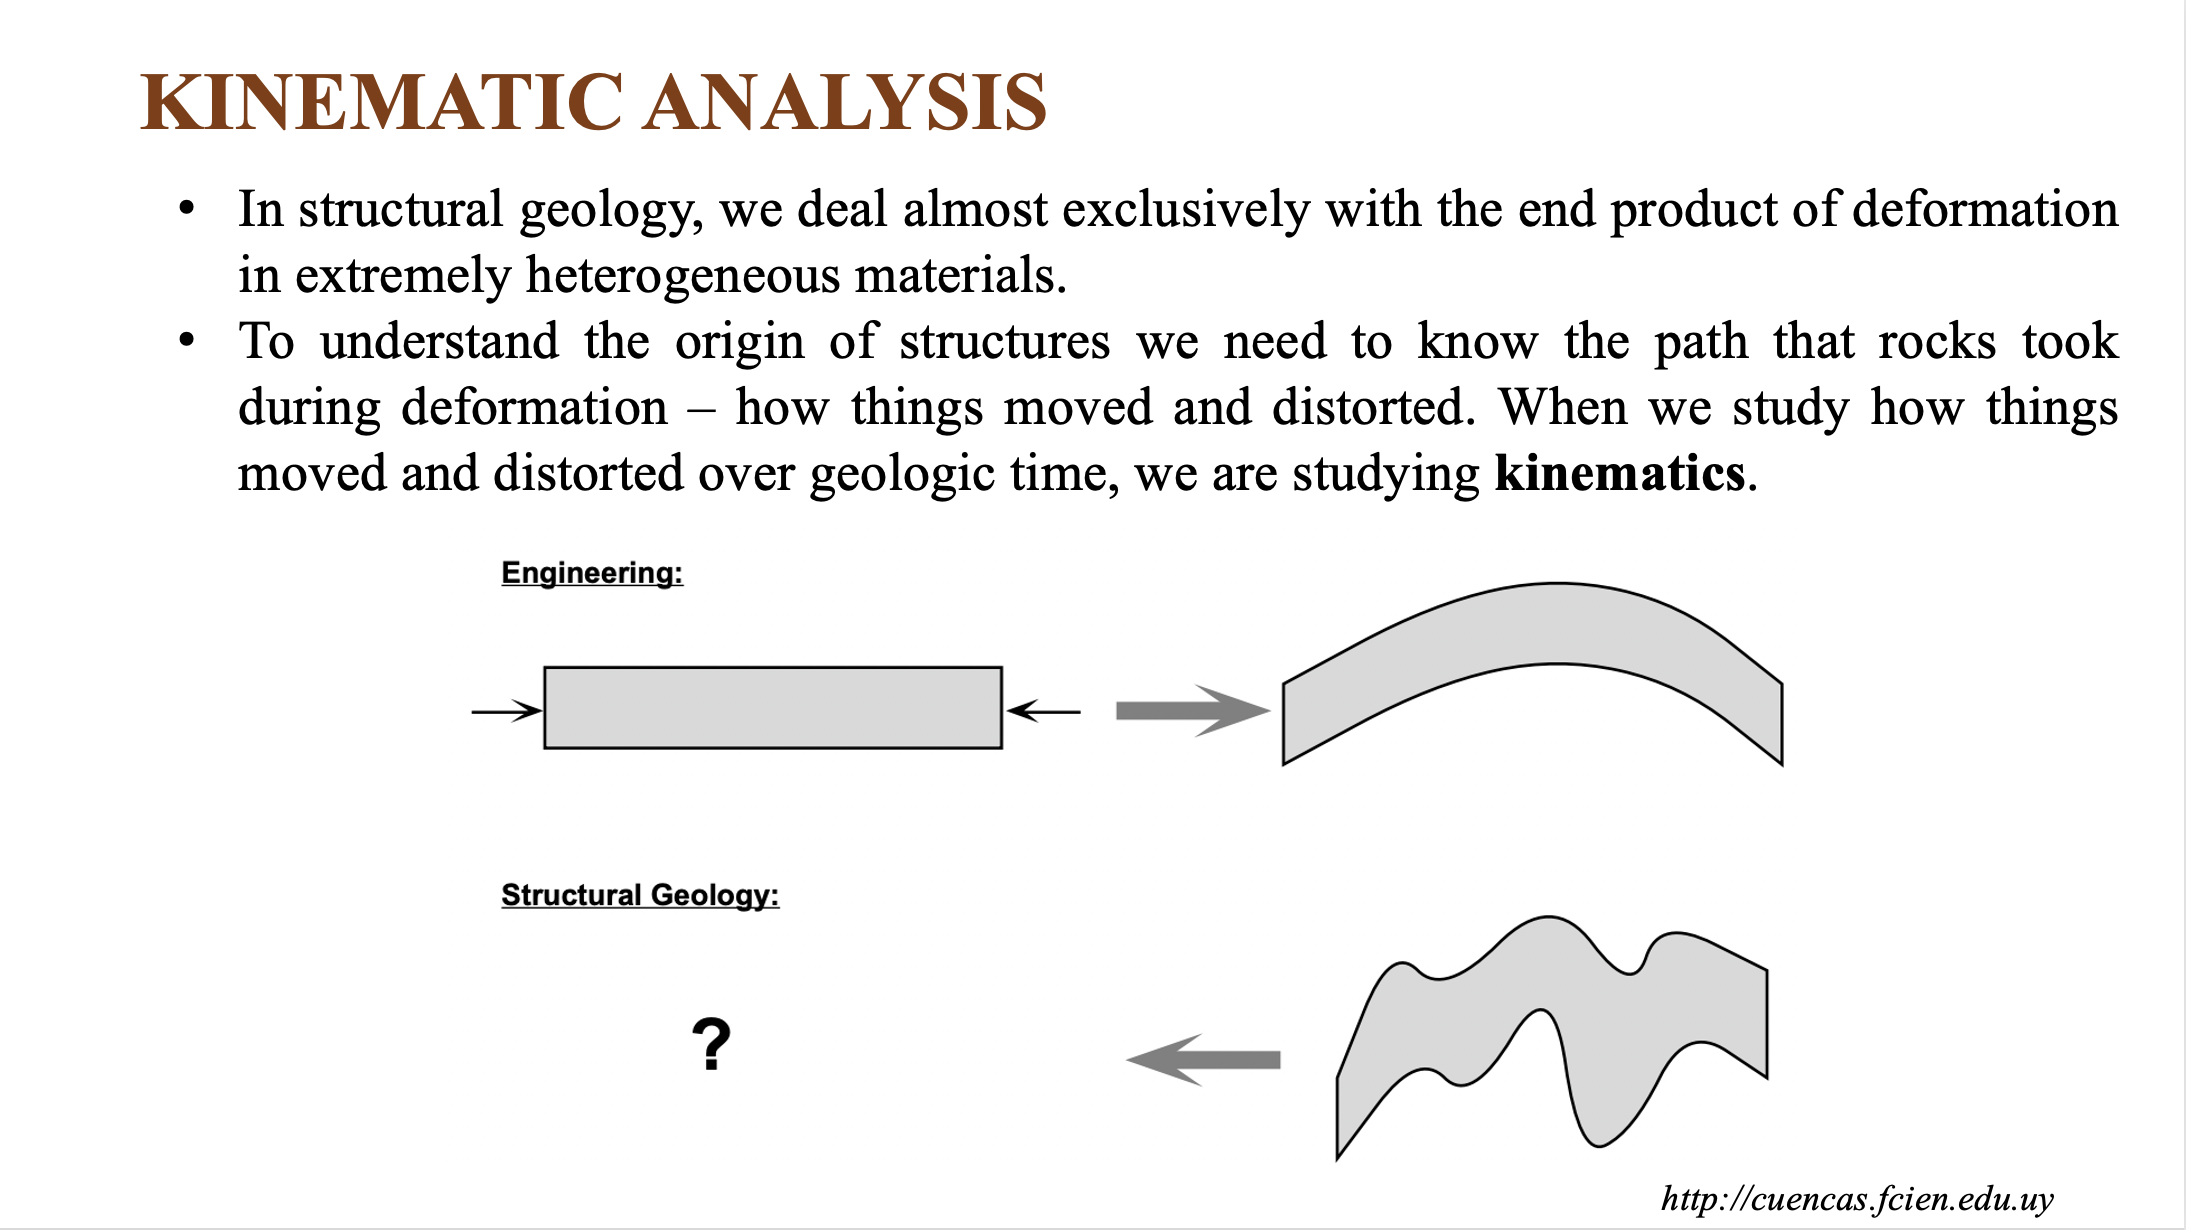 KINEMATIC ANALYSIS
• In structural geology, we deal almost exclusively with the end product of deformation
in extremely heterogeneous materials.
• To understand the origin of structures we need to know the path that rocks took
during deformation – how things moved and distorted. When we study how things
moved and distorted over geologic time, we are studying kinematics.
Engineering:
Structural Geology:
?
http://cuencas.fcien.edu.uy